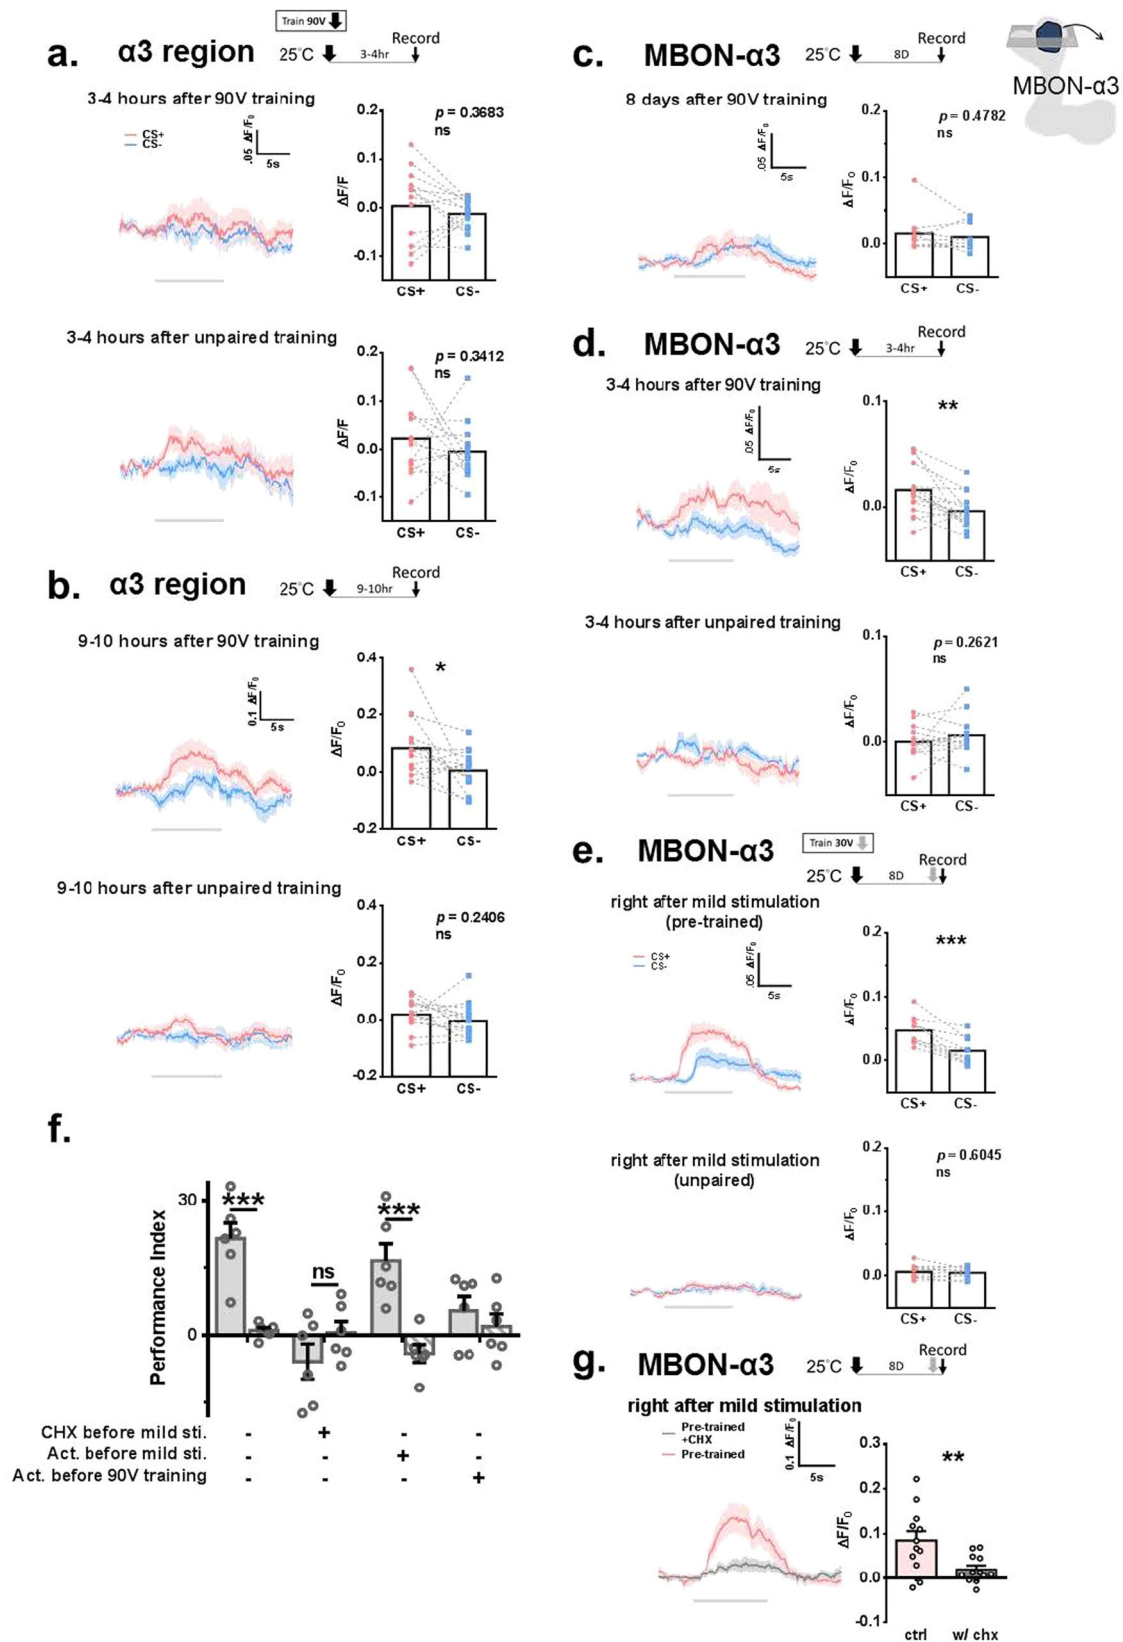 a. α3 region
Train 90V
25°C
3-4hr
Record
3-4 hours after 90V training
CS+
CS-
.05 ΔF/F₀
5s
ΔF/F
0.2
0.1
0.0
-0.1
p = 0.3683
ns
CS+ CS-
3-4 hours after unpaired training
ΔF/F
0.2
0.1
0.0
-0.1
p = 0.3412
ns
CS+ CS-
b. α3 region
25°C
9-10hr
Record
9-10 hours after 90V training
0.1 ΔF/F₀
5s
ΔF/F₀
0.4
0.2
0.0
-0.2
*
CS+ CS-
9-10 hours after unpaired training
ΔF/F₀
0.4
0.2
0.0
-0.2
p = 0.2406
ns
CS+ CS-
c. MBON-α3
25°C
8D
Record
MBON-α3
8 days after 90V training
.05 ΔF/F₀
5s
ΔF/F₀
0.2
0.1
0.0
p = 0.4782
ns
CS+ CS-
d. MBON-α3
25°C
3-4hr
Record
3-4 hours after 90V training
.05 ΔF/F₀
5s
ΔF/F₀
0.1
0.0
**
CS+ CS-
3-4 hours after unpaired training
ΔF/F₀
0.1
0.0
p = 0.2621
ns
CS+ CS-
e. MBON-α3
Train 30V
25°C
8D
Record
right after mild stimulation
(pre-trained)
CS+
CS-
.05 ΔF/F₀
5s
ΔF/F₀
0.2
0.1
0.0
***
CS+ CS-
right after mild stimulation
(unpaired)
ΔF/F₀
0.2
0.1
0.0
p = 0.6045
ns
CS+ CS-
f.
Performance Index
30
0
***
ns
***
CHX before mild sti. - + - -
Act. before mild sti. - - + -
Act. before 90V training - - - +
g. MBON-α3
25°C
8D
Record
right after mild stimulation
Pre-trained
+CHX
Pre-trained
0.1 ΔF/F₀
5s
ΔF/F₀
0.3
0.2
0.1
0.0
-0.1
**
ctrl w/ chx